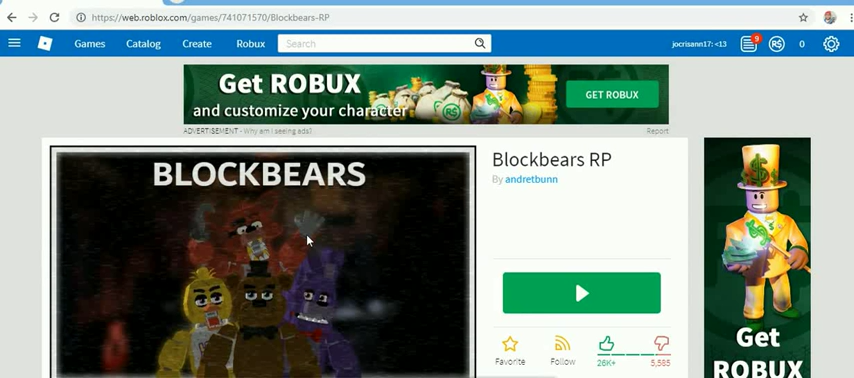 https://web.roblox.com/games/741071570/Blockbears-RP
Games Catalog Create Robux Search jocrisann17: <13 9 R$ 0
Get ROBUX
and customize your character
GET ROBUX
ADVERTISEMENT - Why am I seeing ads? Report
BLOCKBEARS
Blockbears RP
By andretbunn
Favorite Follow 26K+ 5,585
Get
ROBUX